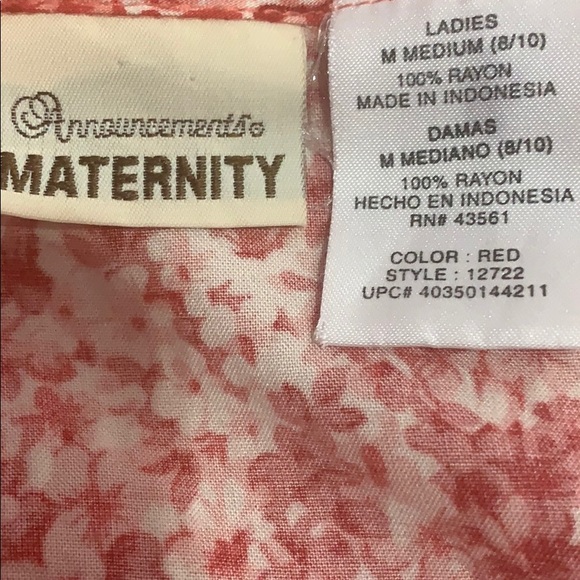 Announcements®
MATERNITY
LADIES
M MEDIUM (8/10)
100% RAYON
MADE IN INDONESIA
DAMAS
M MEDIANO (8/10)
100% RAYON
HECHO EN INDONESIA
RN# 43561
COLOR : RED
STYLE : 12722
UPC# 40350144211